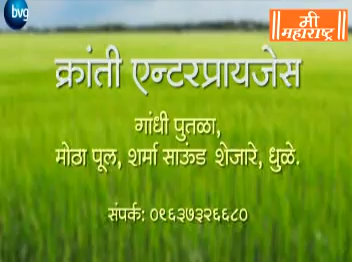 bvg
मी
महाराष्ट्र
क्रांती एन्टरप्रायजेस
गांधी पुतळा,
मोठा पूल, शर्मा साऊंड शेजारे, धुळे.
संपर्क: ०९६३७३२६६८०